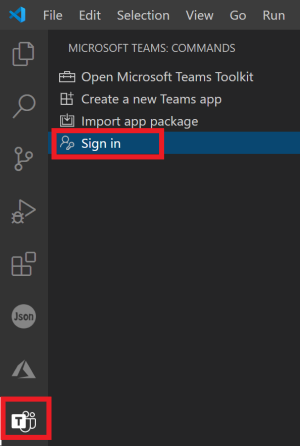 File Edit Selection View Go Run
MICROSOFT TEAMS: COMMANDS
Open Microsoft Teams Toolkit
Create a new Teams app
Import app package
Sign in
Json
T